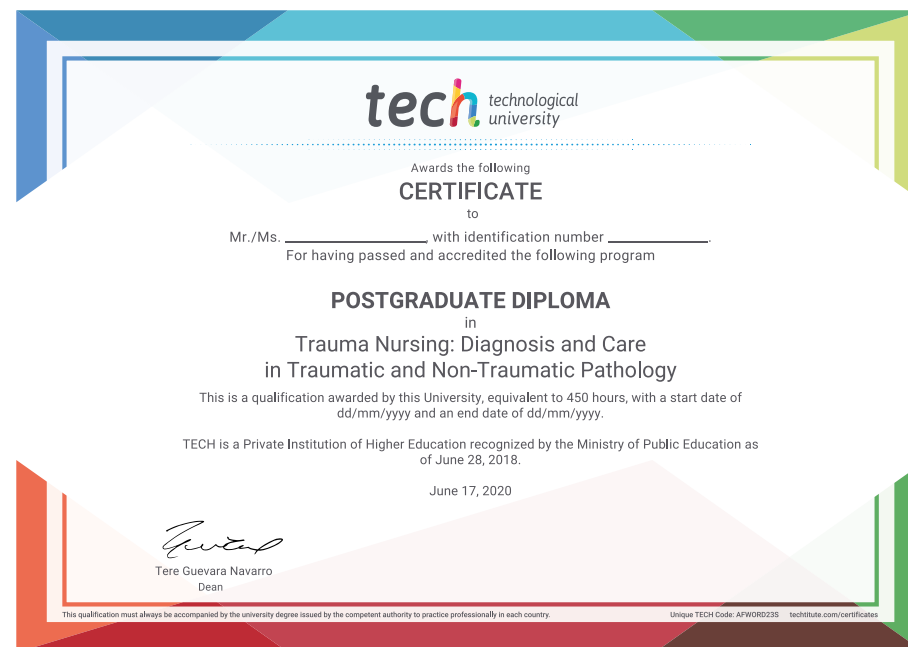 tech technological
university
Awards the following
CERTIFICATE
to
Mr./Ms. ____________________, with identification number ______________.
For having passed and accredited the following program
POSTGRADUATE DIPLOMA
in
Trauma Nursing: Diagnosis and Care
in Traumatic and Non-Traumatic Pathology
This is a qualification awarded by this University, equivalent to 450 hours, with a start date of
dd/mm/yyyy and an end date of dd/mm/yyyy.
TECH is a Private Institution of Higher Education recognized by the Ministry of Public Education as
of June 28, 2018.
June 17, 2020
Tere Guevara Navarro
Dean
This qualification must always be accompanied by the university degree issued by the competent authority to practice professionally in each country. Unique TECH Code: AFWORD23S techtitute.com/certificates